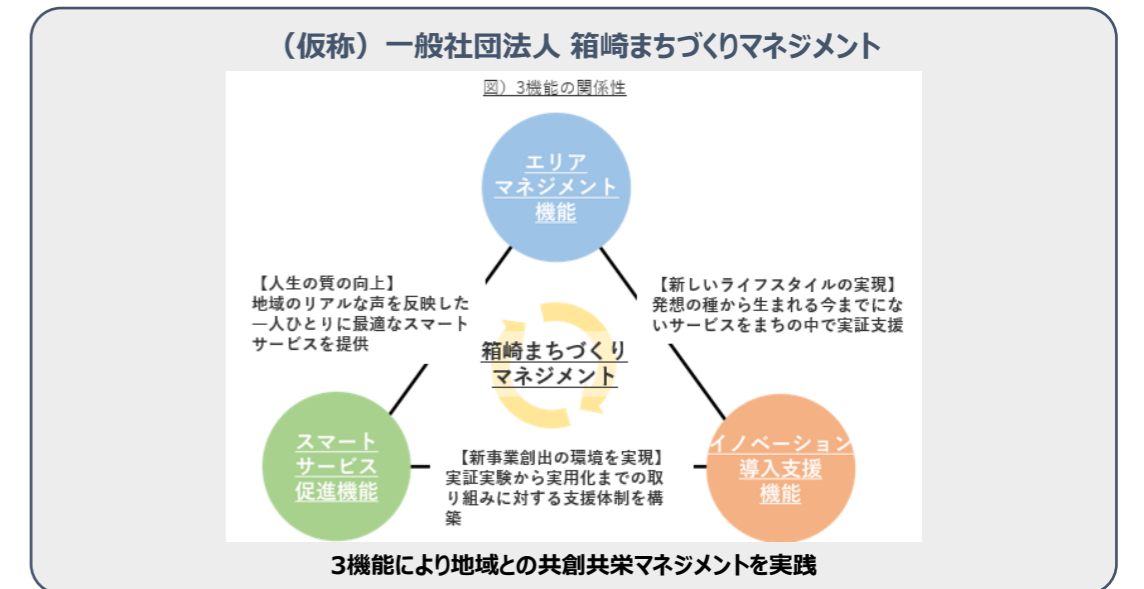 （仮称）一般社団法人 箱崎まちづくりマネジメント
図）3機能の関係性
エリア
マネジメント
機能
【人生の質の向上】
地域のリアルな声を反映した
一人ひとりに最適なスマート
サービスを提供
【新しいライフスタイルの実現】
発想の種から生まれる今までにな
いサービスをまちの中で実証支援
箱崎まちづくり
マネジメント
スマート
サービス
促進機能
【新事業創出の環境を実現】
実証実験から実用化までの取
り組みに対する支援体制を構
築
イノベーション
導入支援
機能
3機能により地域との共創共栄マネジメントを実践